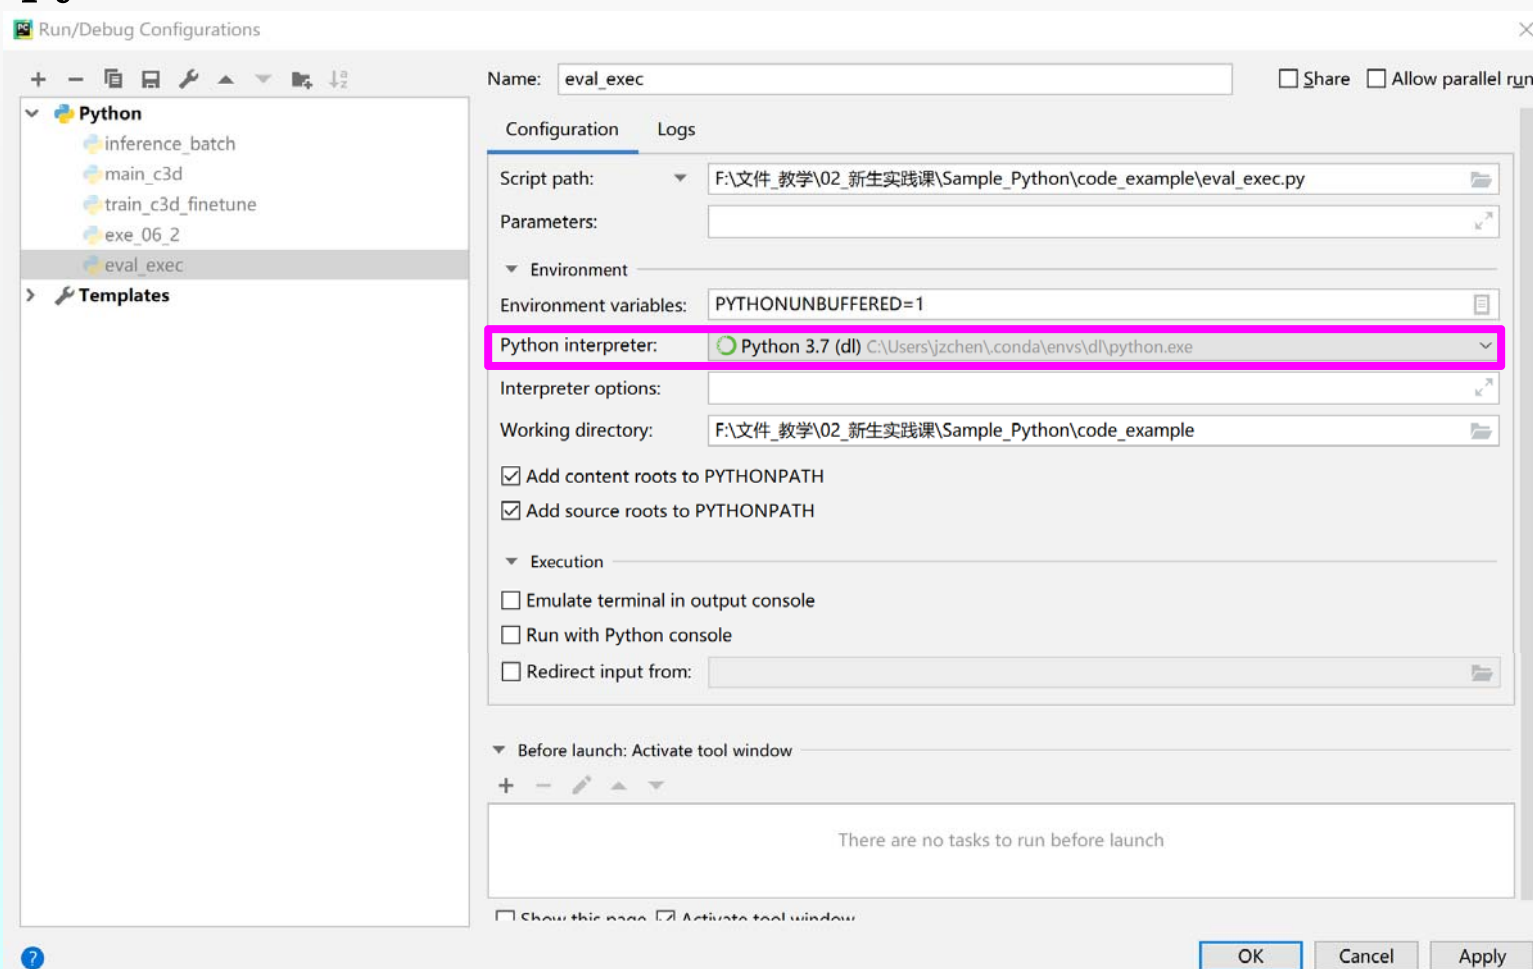 Run/Debug Configurations
Python
inference_batch
main_c3d
train_c3d_finetune
exe_06_2
eval_exec
Templates
Name: eval_exec
Share
Allow parallel run
Configuration Logs
Script path: F:\文件_教学\02_新生实践课\Sample_Python\code_example\eval_exec.py
Parameters:
Environment
Environment variables: PYTHONUNBUFFERED=1
Python interpreter: Python 3.7 (dl) C:\Users\jzchen\.conda\envs\dl\python.exe
Interpreter options:
Working directory: F:\文件_教学\02_新生实践课\Sample_Python\code_example
Add content roots to PYTHONPATH
Add source roots to PYTHONPATH
Execution
Emulate terminal in output console
Run with Python console
Redirect input from:
Before launch: Activate tool window
There are no tasks to run before launch
Show this page Activate tool window
OK Cancel Apply